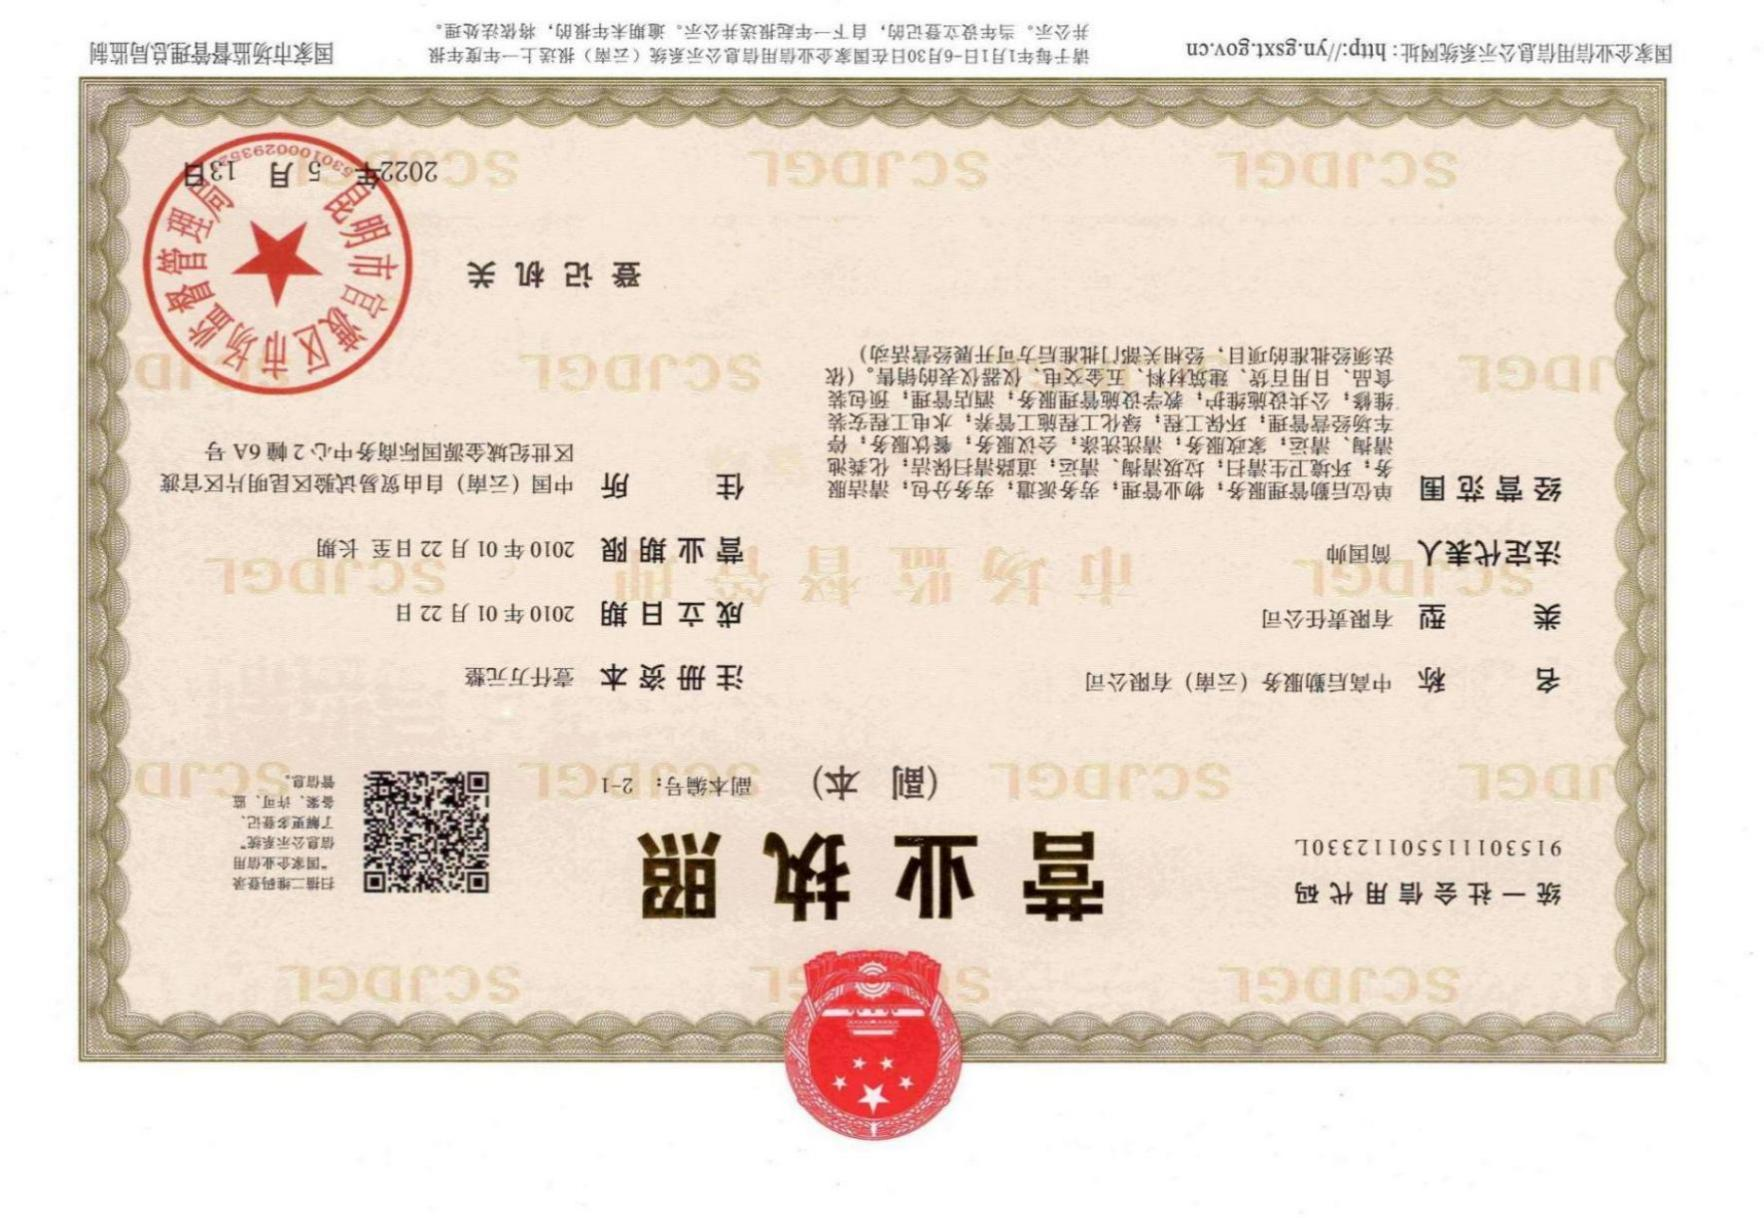 统一社会信用代码
91530111550112330L
营业执照
（副 本） 副本编号： 2-1
扫描二维码登录
“国家企业信用
信息公示系统”
了解更多登记、
备案、许可、监
管信息。
名 称 中高后勤服务（云南）有限公司
类 型 有限责任公司
法定代表人 简国帅
经营范围 单位后勤管理服务；物业管理；劳务派遣；劳务分包；清洁服
务；环境卫生清扫；垃圾清掏、清运；道路清扫保洁；化粪池
清掏、清运；家政服务；清洗洗涤；会议服务；餐饮服务；停
车场经营管理；环保工程；绿化工程施工管养；水电工程安装
维修；公共设施维护；教学设施管理服务；酒店管理；预包装
食品、日用百货、建筑材料、五金交电、仪器仪表的销售。（依
法须经批准的项目，经相关部门批准后方可开展经营活动）
注册资本 壹仟万元整
成立日期 2010年01月22日
营业期限 2010年01月22日至 长期
住 所 中国（云南）自由贸易试验区昆明片区官渡
区世纪城金源国际商务中心2幢6A号
登记机关
昆明市官渡区市场监督管理局
2022年 5 月 13日
国家企业信用信息公示系统网址：http://yn.gsxt.gov.cn
请于每年1月1日-6月30日在国家企业信用信息公示系统（云南）报送上一年度年报
并公示。当年设立登记的，自下一年起报送并公示。逾期未年报的，将依法处理。
国家市场监督管理总局监制